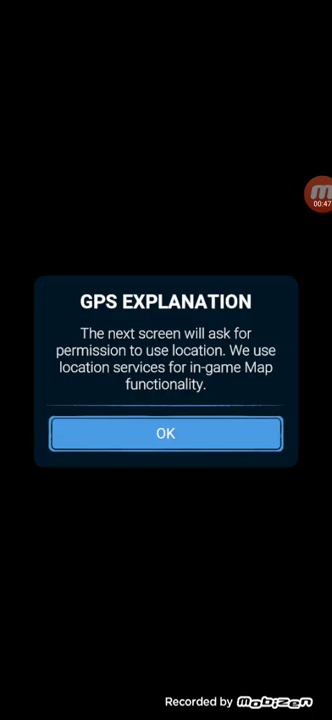 00:47
GPS EXPLANATION
The next screen will ask for
permission to use location. We use
location services for in-game Map
functionality.
OK
Recorded by MOBIZEN